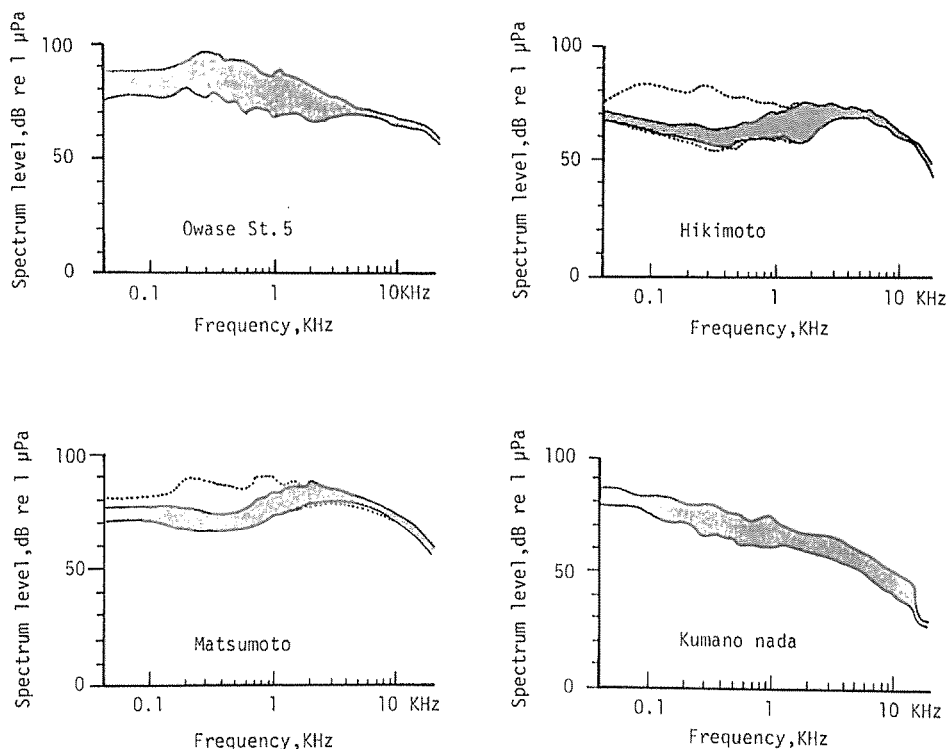 Spectrum level,dB re 1 µPa
100
50
0
Owase St.5
0.1
1
10KHz
Frequency,KHz
Spectrum level,dB re 1 µPa
100
50
0
Hikimoto
0.1
1
10 KHz
Frequency,KHz
Spectrum level,dB re 1 µPa
100
50
0
Matsumoto
0.1
1
10 KHz
Frequency,KHz
Spectrum level,dB re 1 µPa
100
50
0
Kumano nada
0.1
1
10 KHz
Frequency,KHz